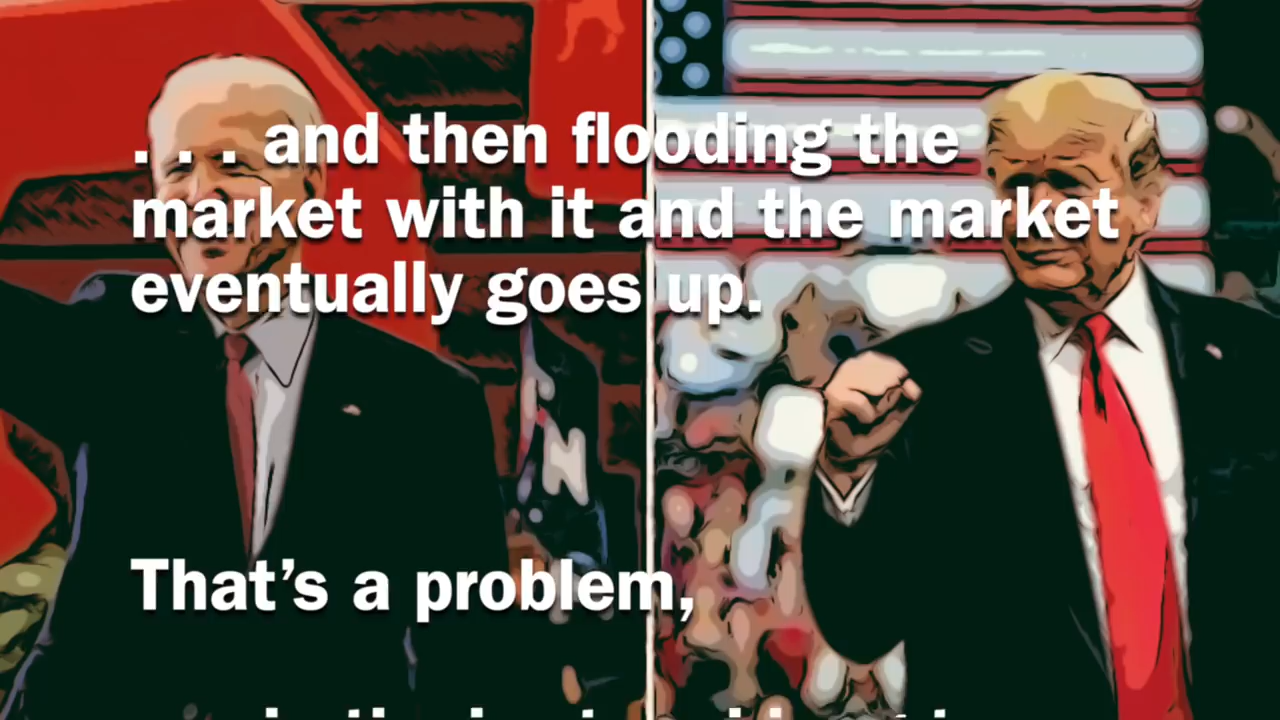 . . . and then flooding the
market with it and the market
eventually goes up.
That’s a problem,